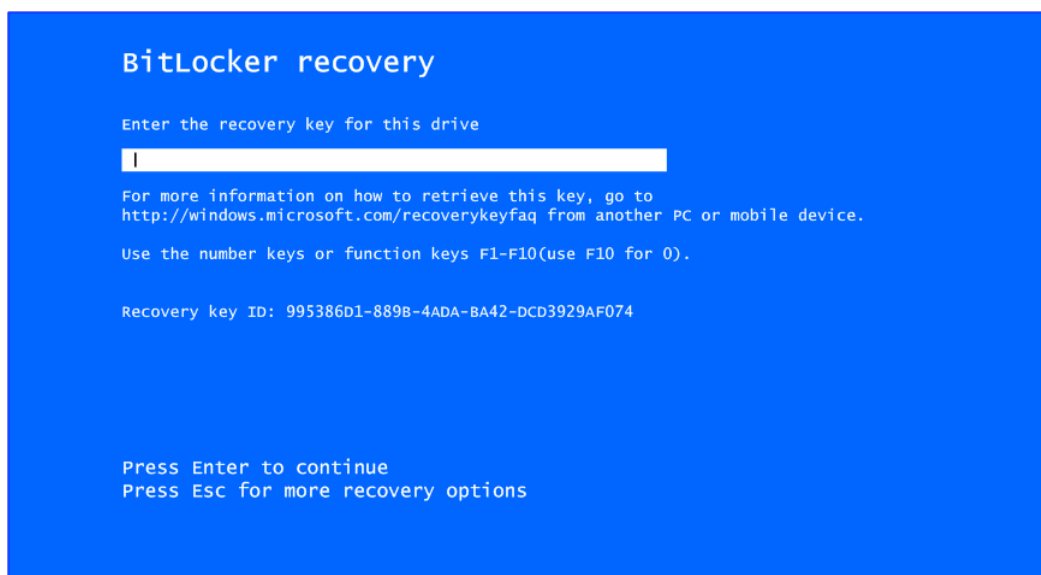 BitLocker recovery
Enter the recovery key for this drive
For more information on how to retrieve this key, go to
http://windows.microsoft.com/recoverykeyfaq from another PC or mobile device.
Use the number keys or function keys F1-F10(use F10 for 0).
Recovery key ID: 995386D1-889B-4ADA-BA42-DCD3929AF074
Press Enter to continue
Press Esc for more recovery options